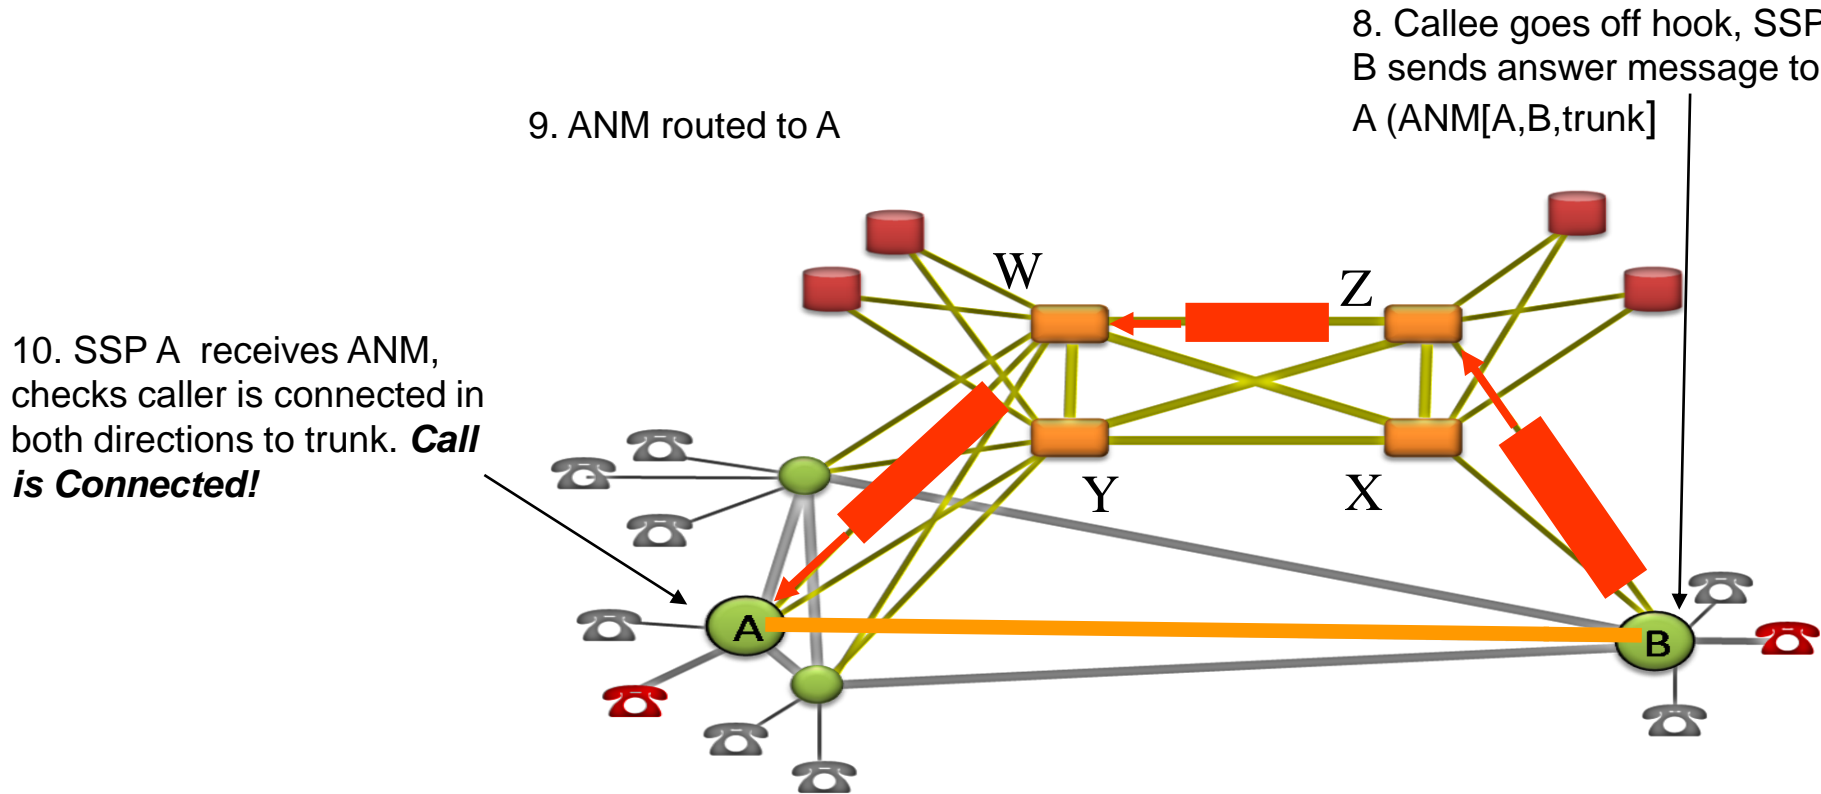 8. Callee goes off hook, SSP
B sends answer message to
A (ANM[A,B,trunk]
9. ANM routed to A
W
Z
10. SSP A  receives ANM,
checks caller is connected in
both directions to trunk. Call
is Connected!
Y
X
A
B